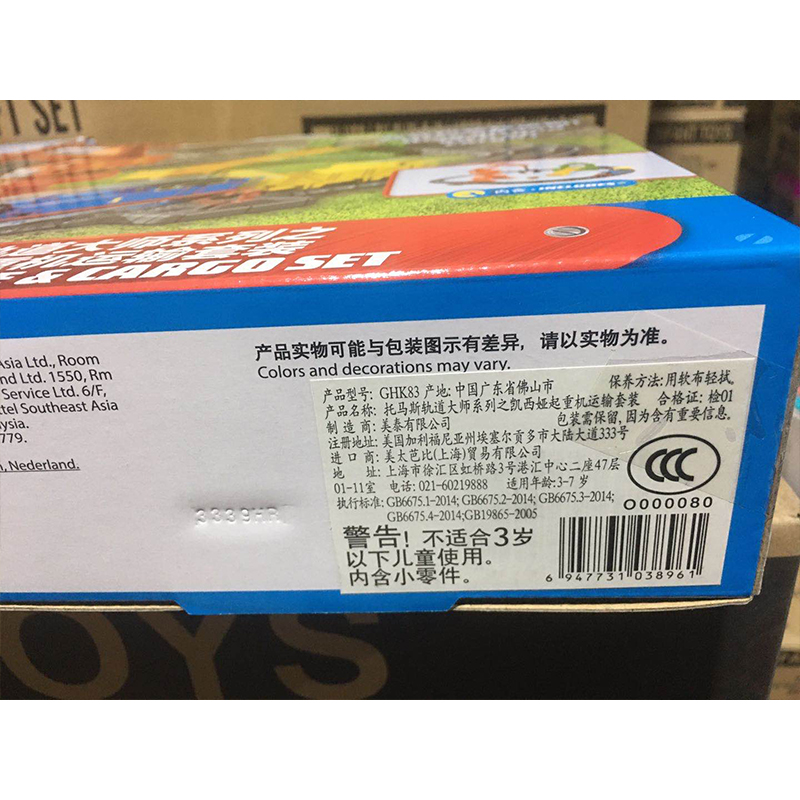 T SET
道大师系列之
& CARGO SET
产品实物可能与包装图示有差异，请以实物为准。
Colors and decorations may vary.
Asia Ltd., Room
nd Ltd. 1550, Rm
Service Ltd. 6/F,
ttel Southeast Asia
ysia.
779.
n, Nederland.
3339HR
产品型号: GHK83 产地: 中国广东省佛山市
保养方法: 用软布轻拭。
产品名称: 托马斯轨道大师系列之凯西娅起重机运输套装
合格证: 检01
制造商: 美泰有限公司
包装需保留, 因为含有重要信息.
注册地址: 美国加利福尼亚州埃塞尔贡多市大陆大道333号
进口商: 美太芭比(上海)贸易有限公司
地 址: 上海市徐汇区虹桥路3号港汇中心二座47层
01-11室 电话: 021-60219888 适用年龄: 3-7 岁
执行标准: GB6675.1-2014; GB6675.2-2014; GB6675.3-2014;
GB6675.4-2014;GB19865-2005
CCC
O000080
警告! 不适合3岁
以下儿童使用。
内含小零件。
6 947731 038961
OYS